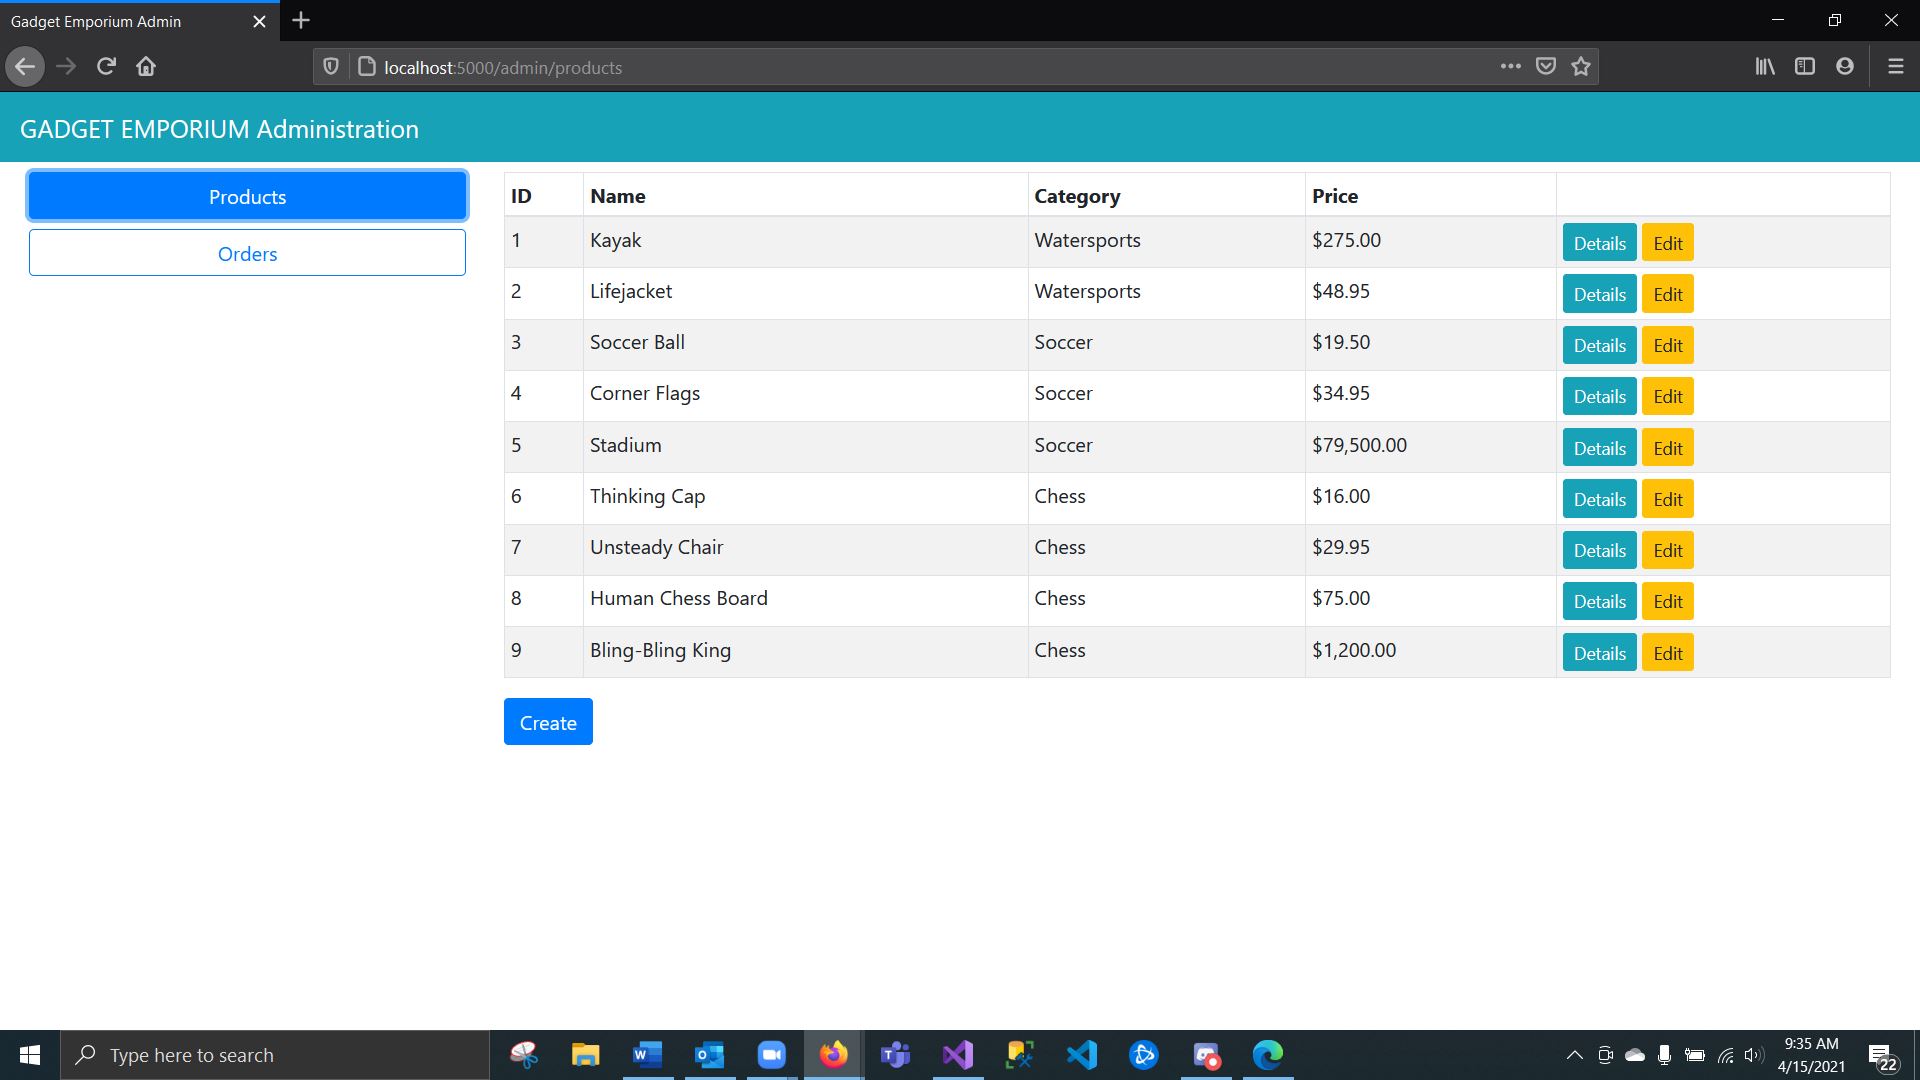 Gadget Emporium Admin
localhost:5000/admin/products
GADGET EMPORIUM Administration
Products
Orders
ID Name Category Price
1 Kayak Watersports $275.00 Details Edit
2 Lifejacket Watersports $48.95 Details Edit
3 Soccer Ball Soccer $19.50 Details Edit
4 Corner Flags Soccer $34.95 Details Edit
5 Stadium Soccer $79,500.00 Details Edit
6 Thinking Cap Chess $16.00 Details Edit
7 Unsteady Chair Chess $29.95 Details Edit
8 Human Chess Board Chess $75.00 Details Edit
9 Bling-Bling King Chess $1,200.00 Details Edit
Create
Type here to search
9:35 AM
4/15/2021
22